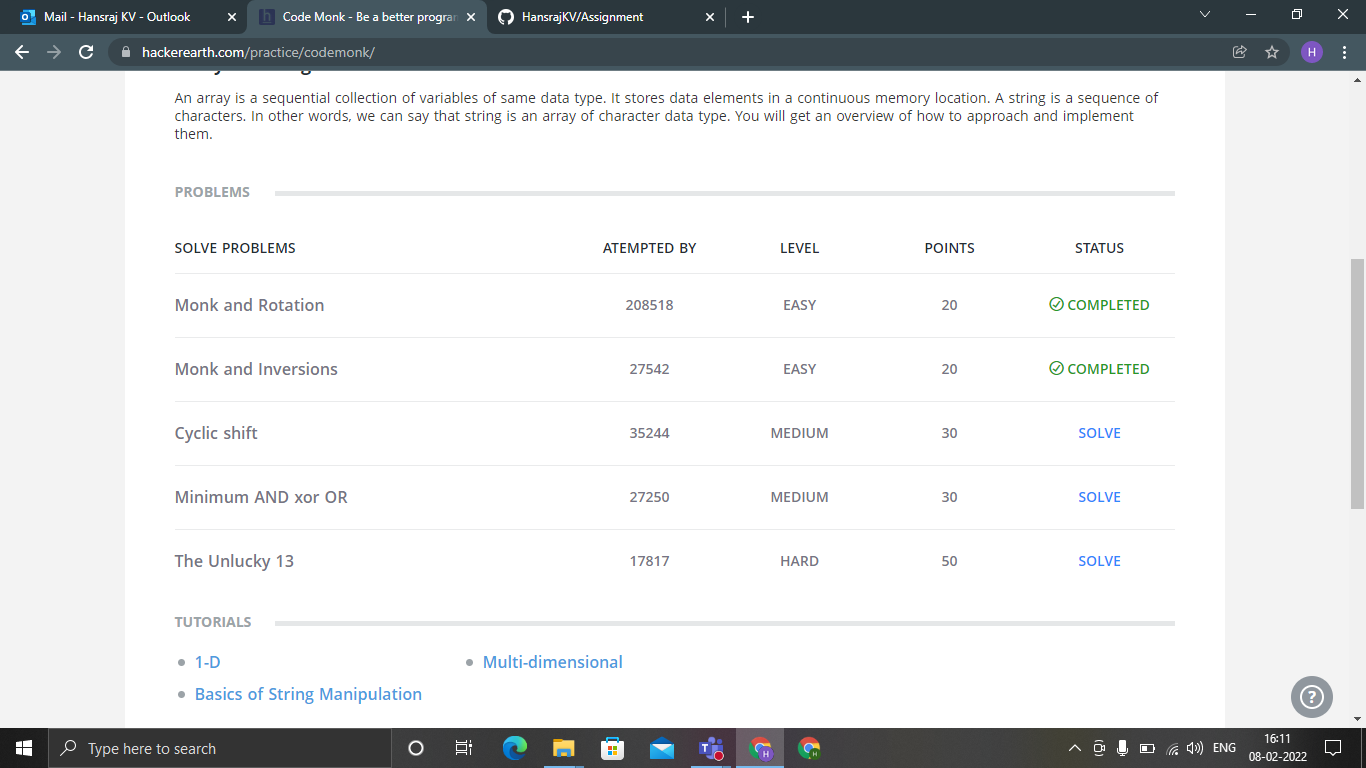 Mail - Hansraj KV - Outlook
Code Monk - Be a better progran
HansrajKV/Assignment
hackerearth.com/practice/codemonk/
H
An array is a sequential collection of variables of same data type. It stores data elements in a continuous memory location. A string is a sequence of
characters. In other words, we can say that string is an array of character data type. You will get an overview of how to approach and implement
them.
PROBLEMS
SOLVE PROBLEMS ATEMPTED BY LEVEL POINTS STATUS
Monk and Rotation 208518 EASY 20 COMPLETED
Monk and Inversions 27542 EASY 20 COMPLETED
Cyclic shift 35244 MEDIUM 30 SOLVE
Minimum AND xor OR 27250 MEDIUM 30 SOLVE
The Unlucky 13 17817 HARD 50 SOLVE
TUTORIALS
1-D Multi-dimensional
Basics of String Manipulation
?
Type here to search
ENG
16:11
08-02-2022